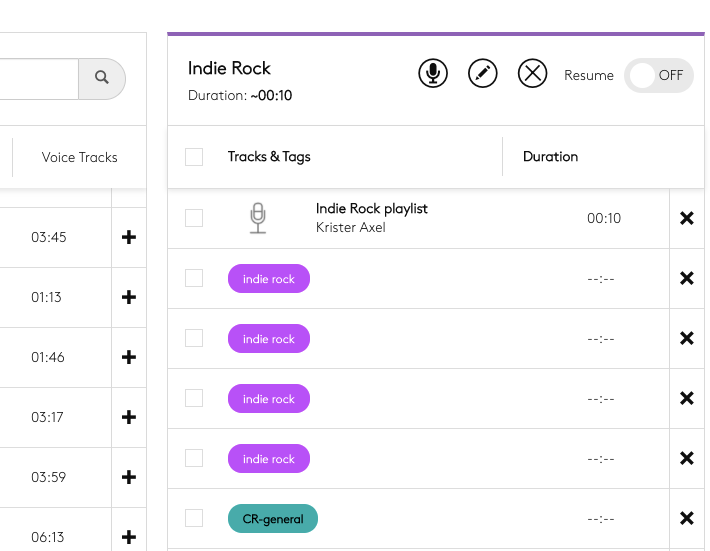 Indie Rock
Duration: ~00:10
Resume
OFF
Voice Tracks
Tracks & Tags
Duration
03:45
01:13
01:46
03:17
03:59
06:13
Indie Rock playlist
Krister Axel
00:10
indie rock
--:--
indie rock
--:--
indie rock
--:--
indie rock
--:--
CR-general
--:--